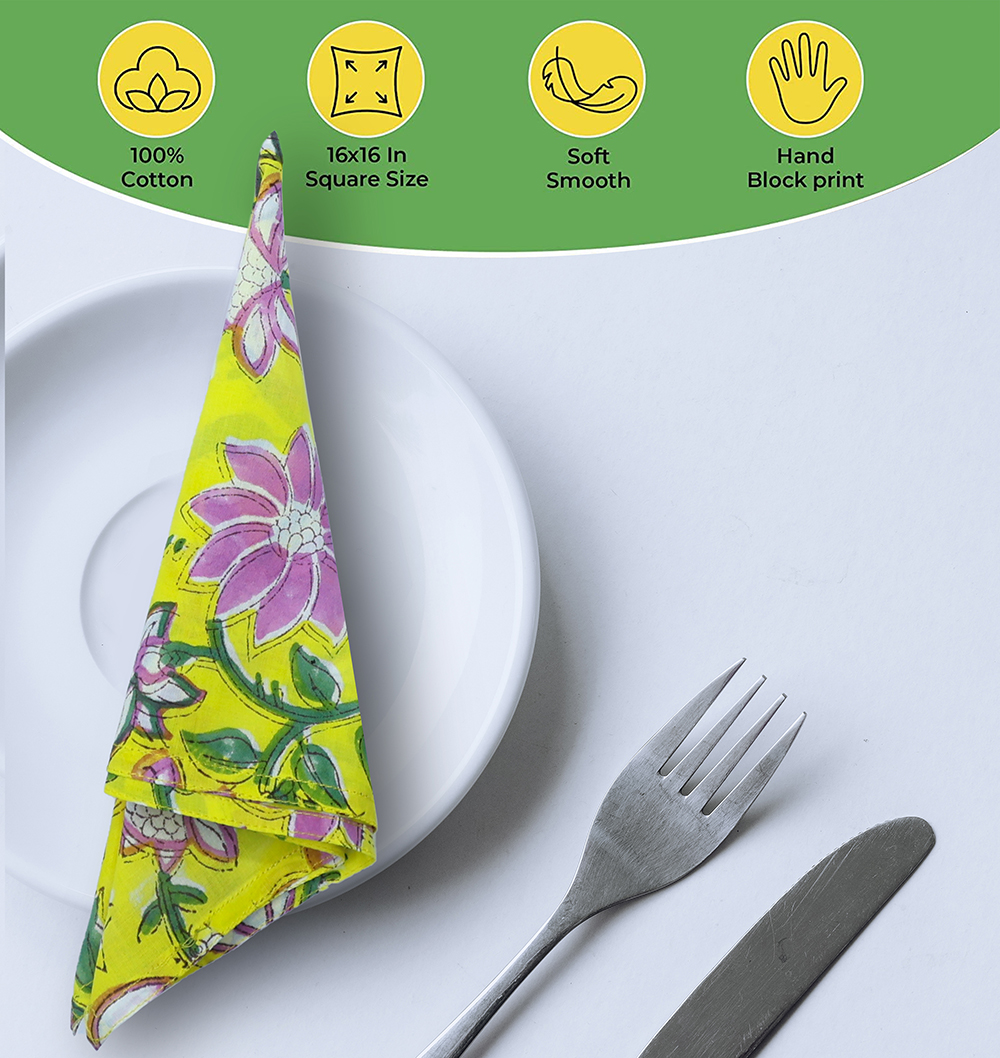 100%
Cotton
16x16 In
Square Size
Soft
Smooth
Hand
Block print